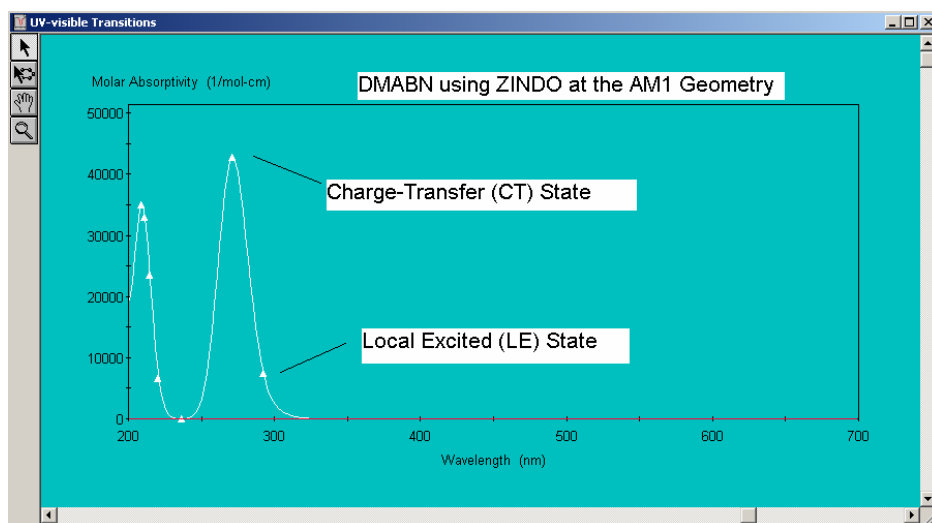 UV-visible Transitions
Molar Absorptivity (1/mol-cm)
DMABN using ZINDO at the AM1 Geometry
50000
40000
Charge-Transfer (CT) State
30000
20000
Local Excited (LE) State
10000
0
200 300 400 500 600 700
Wavelength (nm)